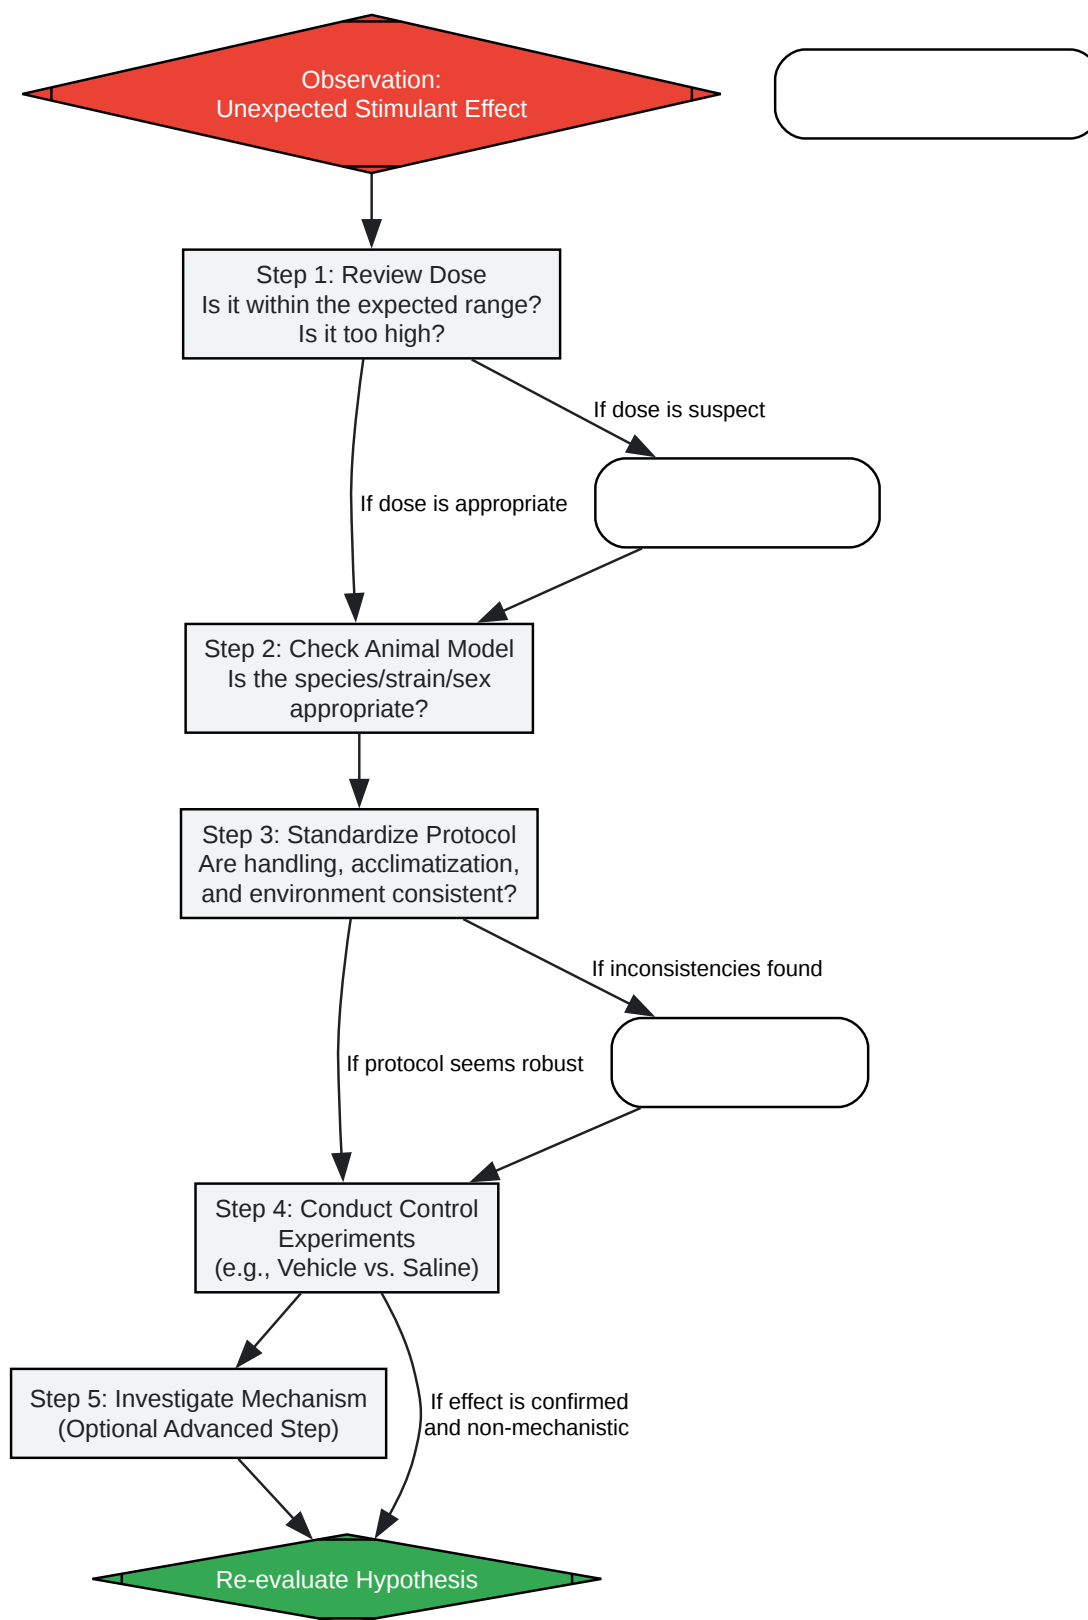 Observation:
Unexpected Stimulant Effect
Step 1: Review Dose
Is it within the expected range?
Is it too high?
If dose is suspect
If dose is appropriate
Step 2: Check Animal Model
Is the species/strain/sex
appropriate?
Step 3: Standardize Protocol
Are handling, acclimatization,
and environment consistent?
If inconsistencies found
If protocol seems robust
Step 4: Conduct Control
Experiments
(e.g., Vehicle vs. Saline)
Step 5: Investigate Mechanism
(Optional Advanced Step)
If effect is confirmed
and non-mechanistic
Re-evaluate Hypothesis